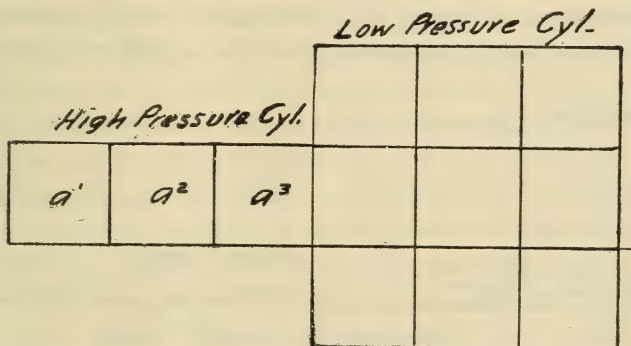 Low Pressure Cyl.
High Pressure Cyl.
a¹ a² a³